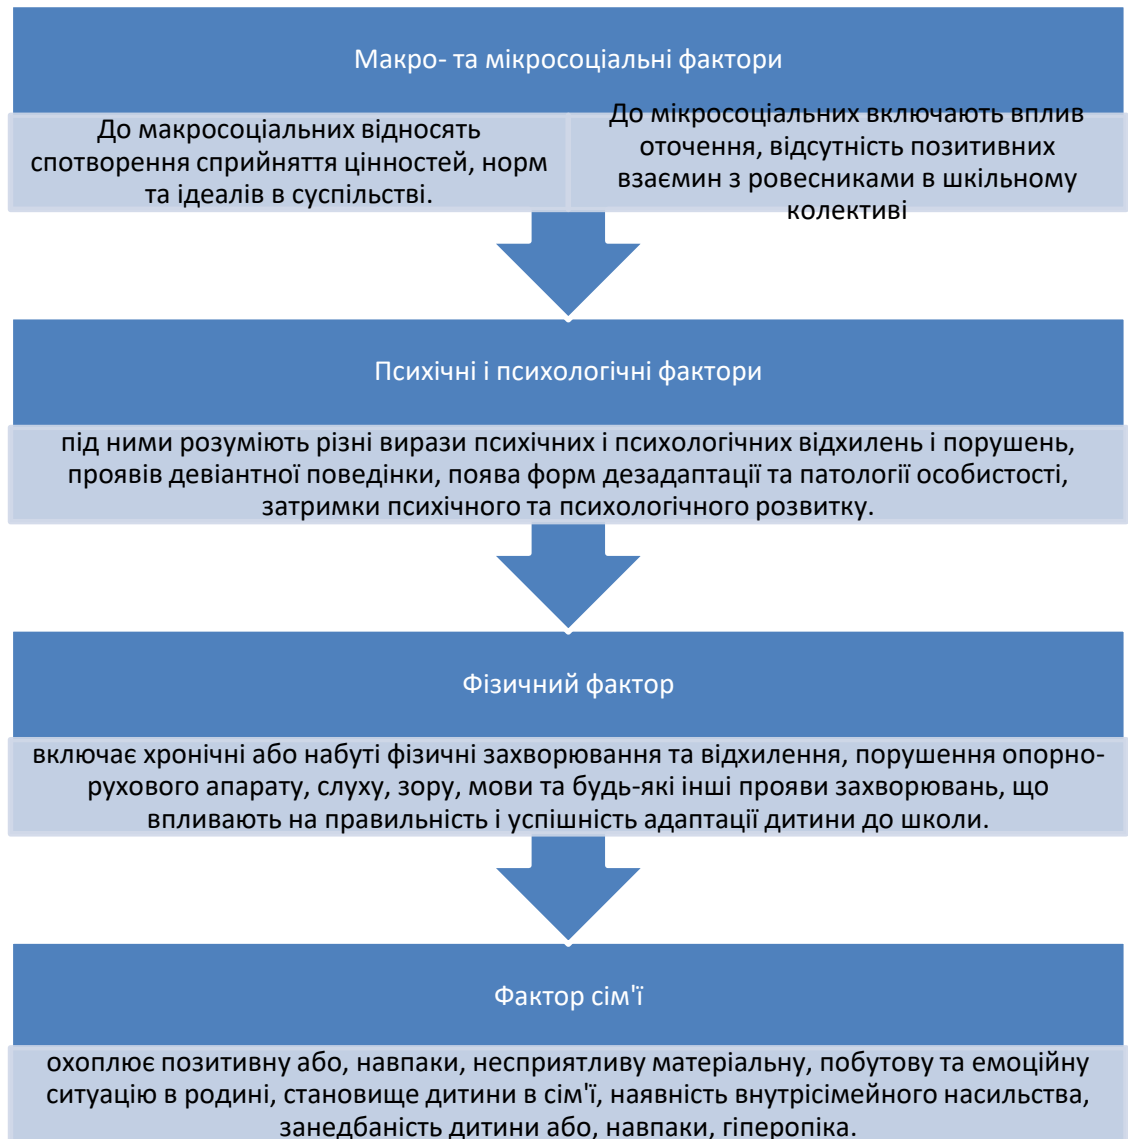 Макро- та мікросоціальні фактори
До макросоціальних відносять
спотворення сприйняття цінностей, норм
та ідеалів в суспільстві.
До мікросоціальних включають вплив
оточення, відсутність позитивних
взаємин з ровесниками в шкільному
колективі
Психічні і психологічні фактори
під ними розуміють різні вирази психічних і психологічних відхилень і порушень,
проявів девіантної поведінки, поява форм дезадаптації та патології особистості,
затримки психічного та психологічного розвитку.
Фізичний фактор
включає хронічні або набуті фізичні захворювання та відхилення, порушення опорно-
рухового апарату, слуху, зору, мови та будь-які інші прояви захворювань, що
впливають на правильність і успішність адаптації дитини до школи.
Фактор сім'ї
охоплює позитивну або, навпаки, несприятливу матеріальну, побутову та емоційну
ситуацію в родині, становище дитини в сім'ї, наявність внутрісімейного насильства,
занедбаність дитини або, навпаки, гіперопіка.